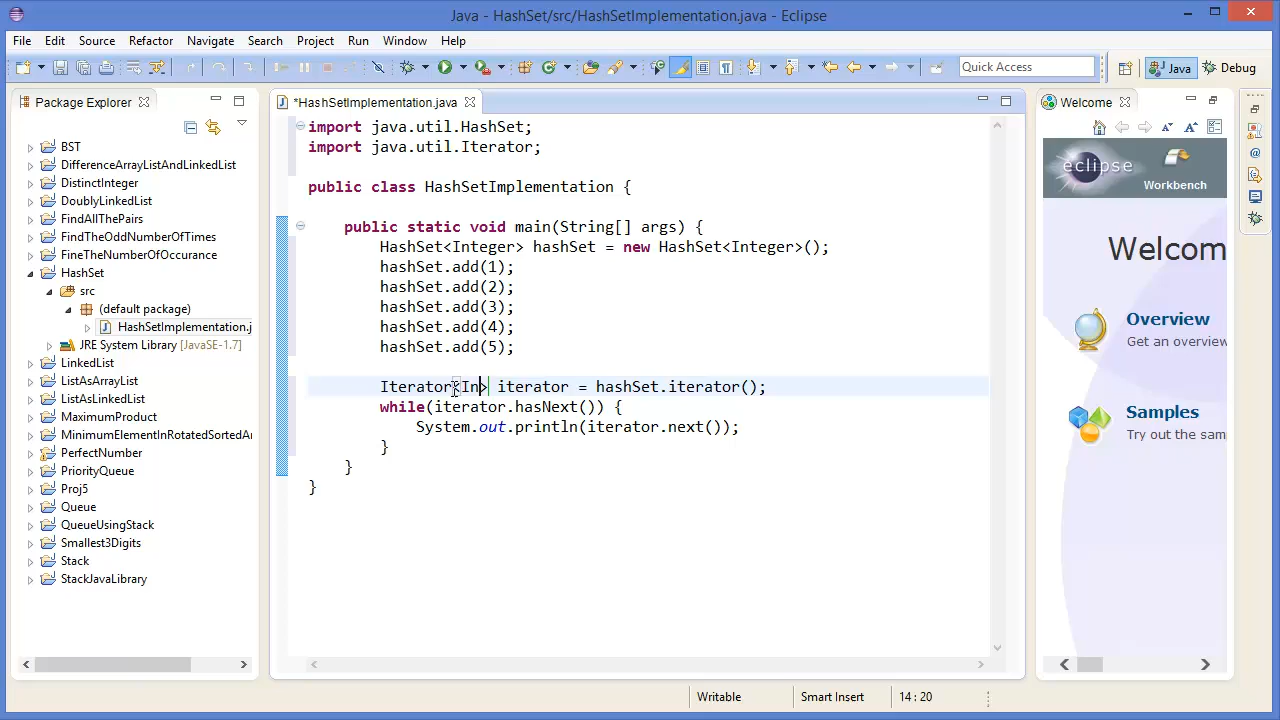 Java - HashSet/src/HashSetImplementation.java - Eclipse
File Edit Source Refactor Navigate Search Project Run Window Help
Quick Access
Java
Debug
Package Explorer
*HashSetImplementation.java
Welcome
BST
DifferenceArrayListAndLinkedList
DistinctInteger
DoublyLinkedList
FindAllThePairs
FindTheOddNumberOfTimes
FineTheNumberOfOccurance
HashSet
src
(default package)
HashSetImplementation.j
JRE System Library [JavaSE-1.7]
LinkedList
ListAsArrayList
ListAsLinkedList
MaximumProduct
MinimumElementInRotatedSortedAr
PerfectNumber
PriorityQueue
Proj5
Queue
QueueUsingStack
Smallest3Digits
Stack
StackJavaLibrary
import java.util.HashSet;
import java.util.Iterator;
public class HashSetImplementation {
public static void main(String[] args) {
HashSet<Integer> hashSet = new HashSet<Integer>();
hashSet.add(1);
hashSet.add(2);
hashSet.add(3);
hashSet.add(4);
hashSet.add(5);
Iterator<In> iterator = hashSet.iterator();
while(iterator.hasNext()) {
System.out.println(iterator.next());
}
}
}
eclipse
Workbench
Welcom
Overview
Get an overview
Samples
Try out the sam
Writable
Smart Insert
14 : 20